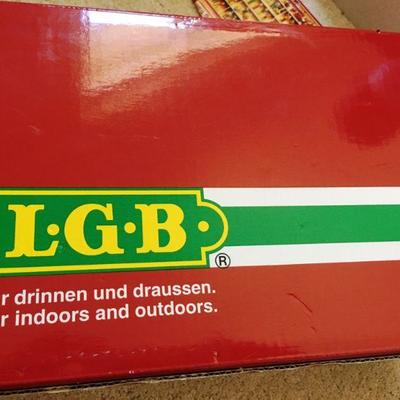 L·G·B·®
r drinnen und draussen.
r indoors and outdoors.